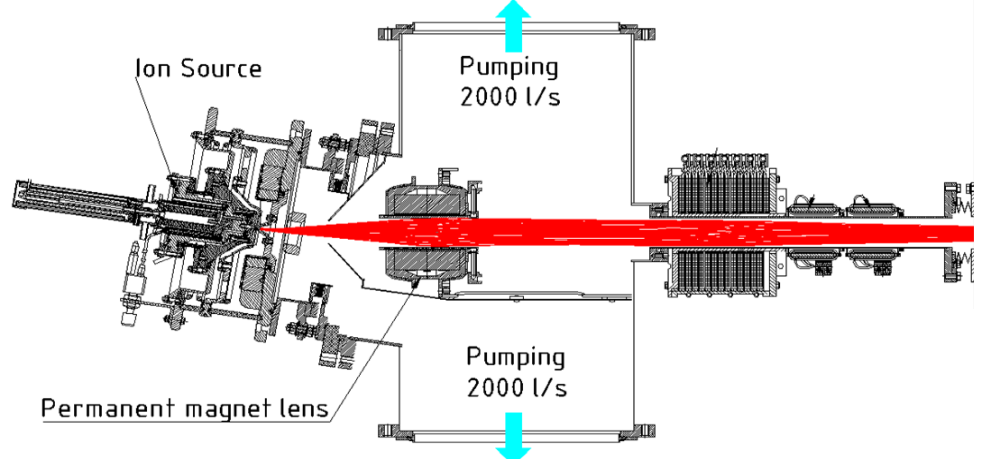 Ion Source
Pumping
2000 l/s
Pumping
2000 l/s
Permanent magnet lens